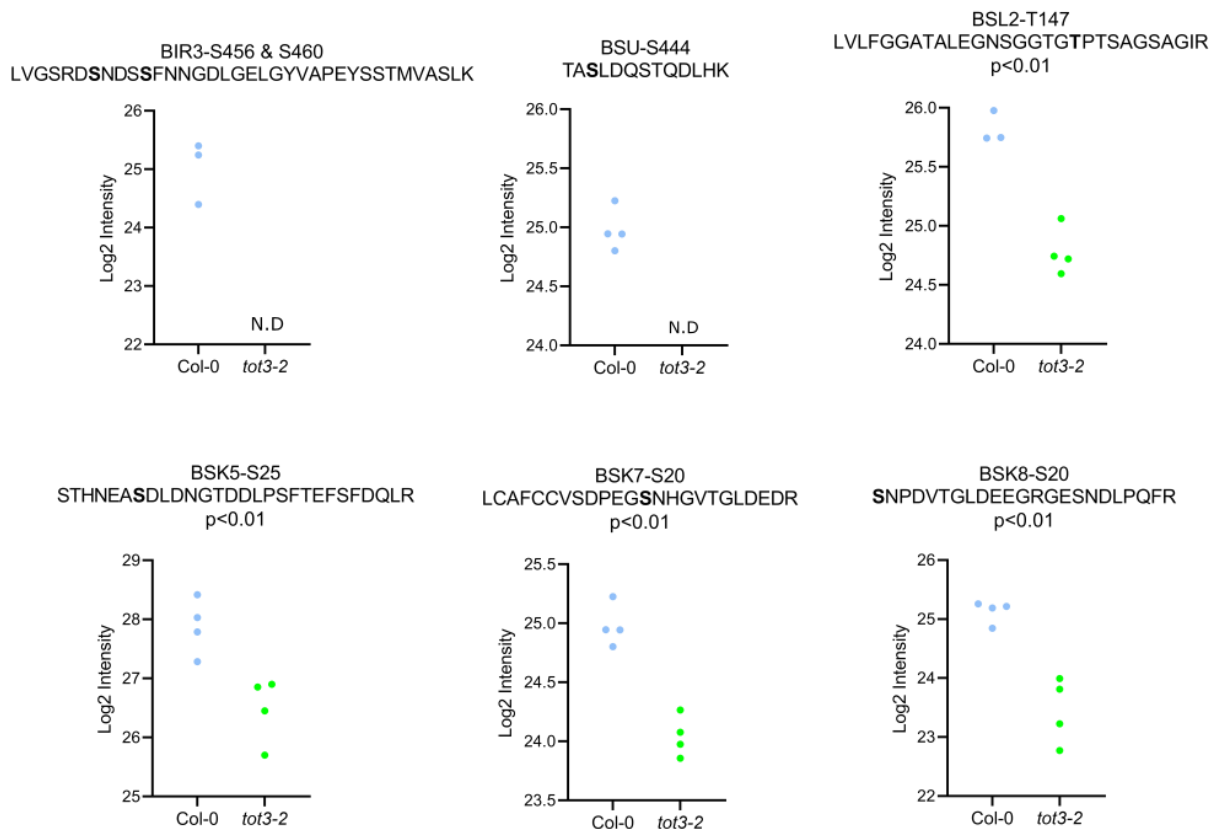 BIR3-S456 & S460
LVGSRDSNDSSFNNGDLGELGYVAPEYSSTMVASLK
Log2 Intensity
26
25
24
23
22
N.D
Col-0 tot3-2
BSU-S444
TASLDQSTQDLHK
Log2 Intensity
26.0
25.5
25.0
24.5
24.0
N.D
Col-0 tot3-2
BSL2-T147
LVLFGGATALEGNSGGTGTPTSAGSAGIR
p<0.01
Log2 Intensity
26.0
25.5
25.0
24.5
24.0
Col-0 tot3-2
BSK5-S25
STHNEASDLDNGTDDLPSFTEFSFDQLR
p<0.01
Log2 Intensity
29
28
27
26
25
Col-0 tot3-2
BSK7-S20
LCAFCCVSDPEGSNHGVTGLDEDR
p<0.01
Log2 Intensity
25.5
25.0
24.5
24.0
23.5
Col-0 tot3-2
BSK8-S20
SNPDVTGLDEEGRGESNDLPQFR
p<0.01
Log2 Intensity
26
25
24
23
22
Col-0 tot3-2